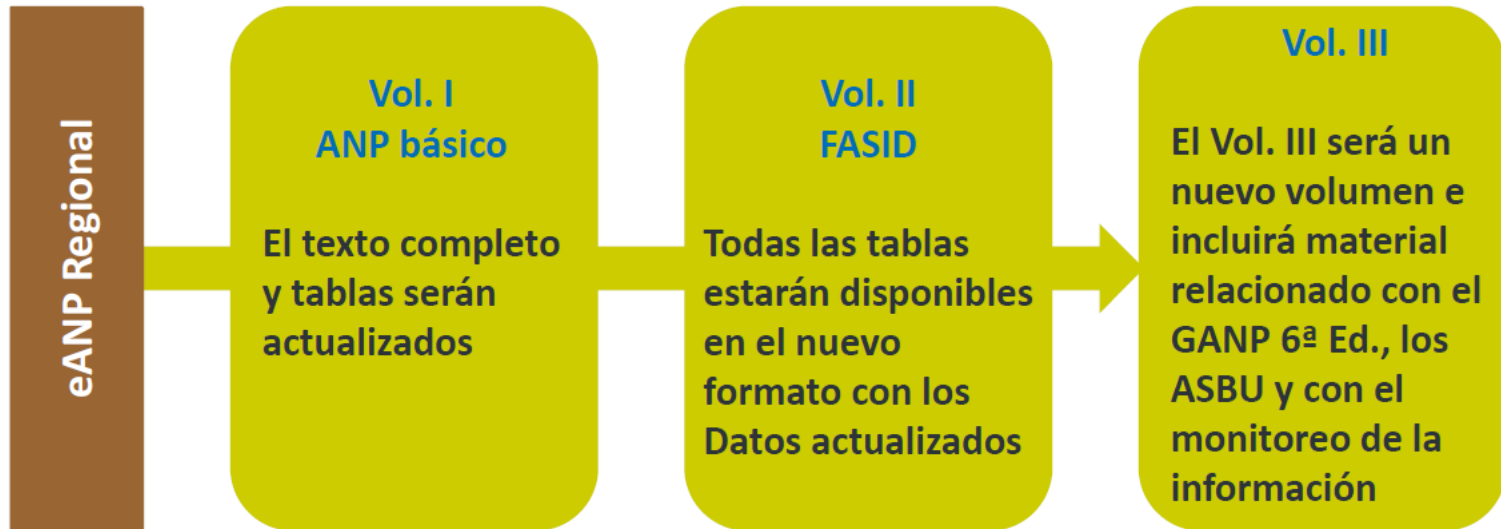 eANP Regional
Vol. I
ANP básico
El texto completo
y tablas serán
actualizados
Vol. II
FASID
Todas las tablas
estarán disponibles
en el nuevo
formato con los
Datos actualizados
Vol. III
El Vol. III será un
nuevo volumen e
incluirá material
relacionado con el
GANP 6ª Ed., los
ASBU y con el
monitoreo de la
información